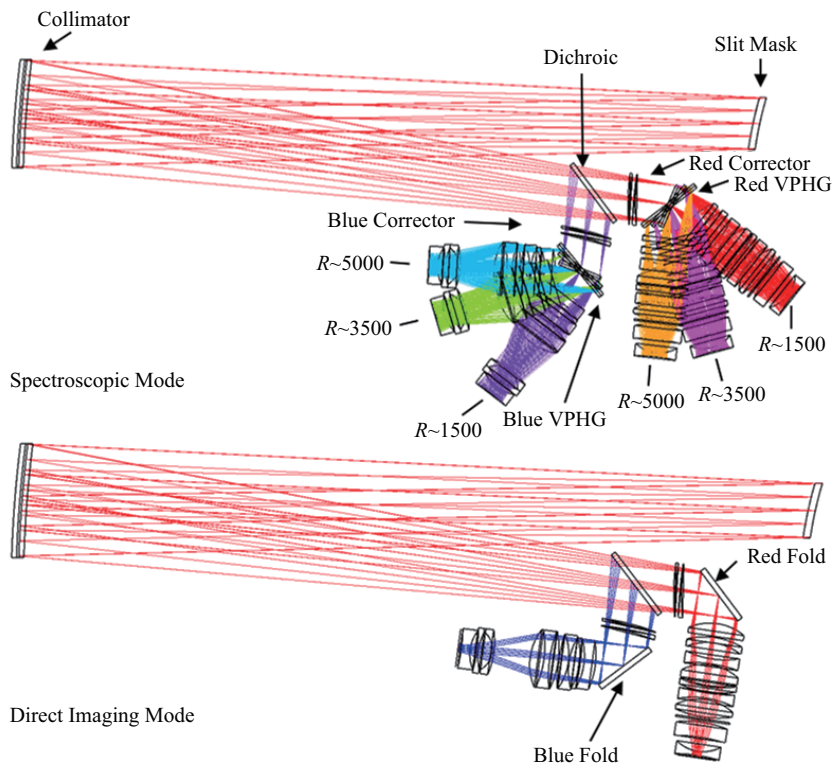 Collimator
Slit Mask
Dichroic
Red Corrector
Red VPHG
Blue Corrector
R~5000
R~3500
R~1500
Spectroscopic Mode
R~1500
R~5000
R~3500
Blue VPHG
Red Fold
Direct Imaging Mode
Blue Fold